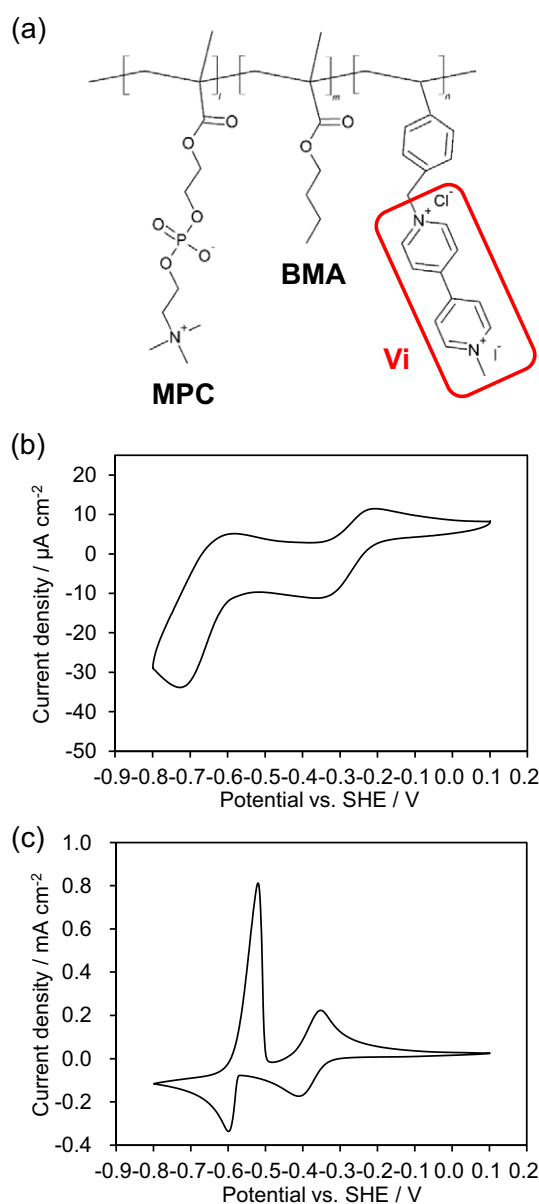 (a)
l m n
O O
O O
O Cl-
O P O- N+
O
BMA
N+ Vi N+ I-
MPC
(b)
20
10
0
-10
-20
-30
-40
-50
Current density / μA cm-2
-0.9 -0.8 -0.7 -0.6 -0.5 -0.4 -0.3 -0.2 -0.1 0.0 0.1 0.2
Potential vs. SHE / V
(c)
1.0
0.8
0.6
0.4
0.2
0.0
-0.2
-0.4
Current density / mA cm-2
-0.9 -0.8 -0.7 -0.6 -0.5 -0.4 -0.3 -0.2 -0.1 0.0 0.1 0.2
Potential vs. SHE / V